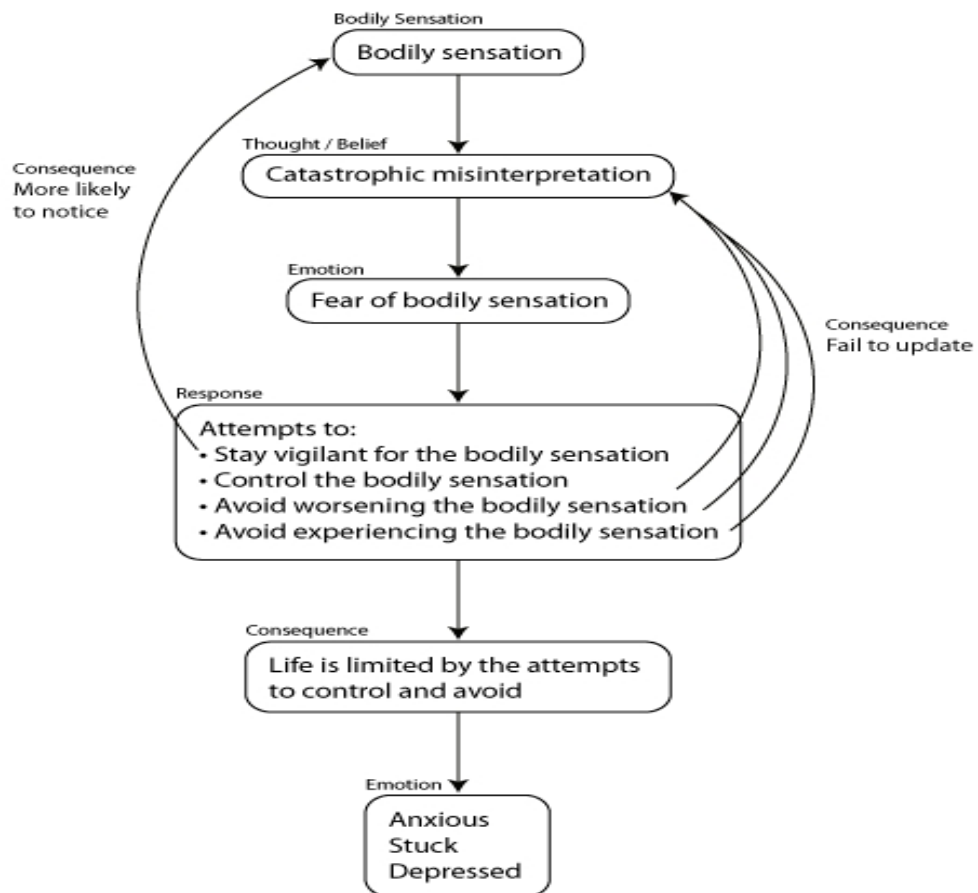 Bodily Sensation
Bodily sensation
Thought / Belief
Catastrophic misinterpretation
Consequence
More likely
to notice
Emotion
Fear of bodily sensation
Consequence
Fail to update
Response
Attempts to:
• Stay vigilant for the bodily sensation
• Control the bodily sensation
• Avoid worsening the bodily sensation
• Avoid experiencing the bodily sensation
Consequence
Life is limited by the attempts
to control and avoid
Emotion
Anxious
Stuck
Depressed